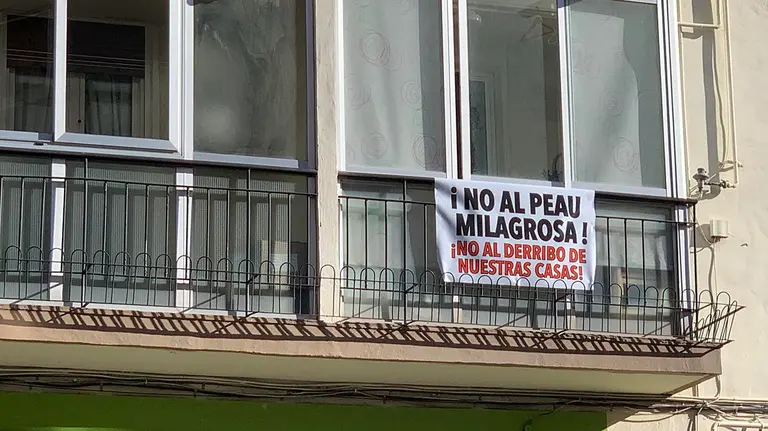 ¡ NO AL PEAU
MILAGROSA !
¡NO AL DERRIBO DE
NUESTRAS CASAS!